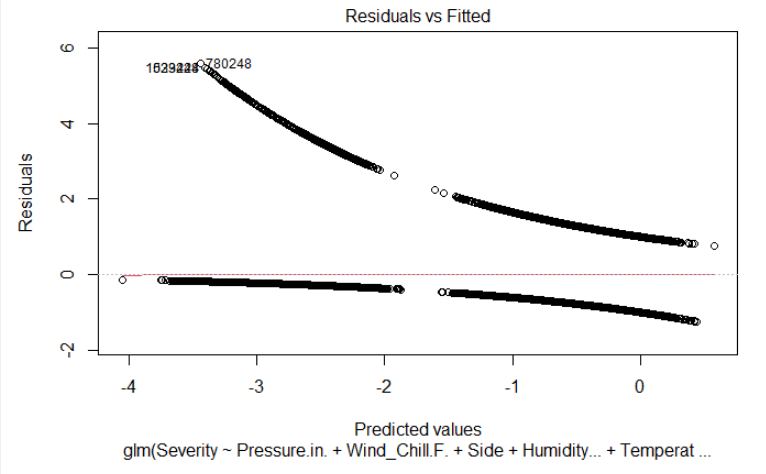 Residuals vs Fitted
Residuals
6
4
2
0
-2
780248
-4
-3
-2
-1
0
Predicted values
glm(Severity ~ Pressure.in. + Wind_Chill.F. + Side + Humidity... + Temperat ...